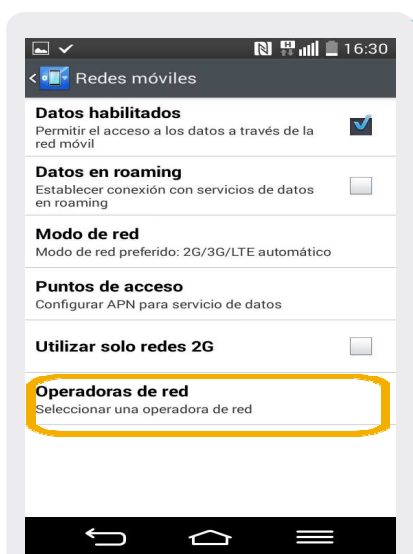 16:30
Redes móviles
Datos habilitados
Permitir el acceso a los datos a través de la
red móvil
Datos en roaming
Establecer conexión con servicios de datos
en roaming
Modo de red
Modo de red preferido: 2G/3G/LTE automático
Puntos de acceso
Configurar APN para servicio de datos
Utilizar solo redes 2G
Operadoras de red
Seleccionar una operadora de red